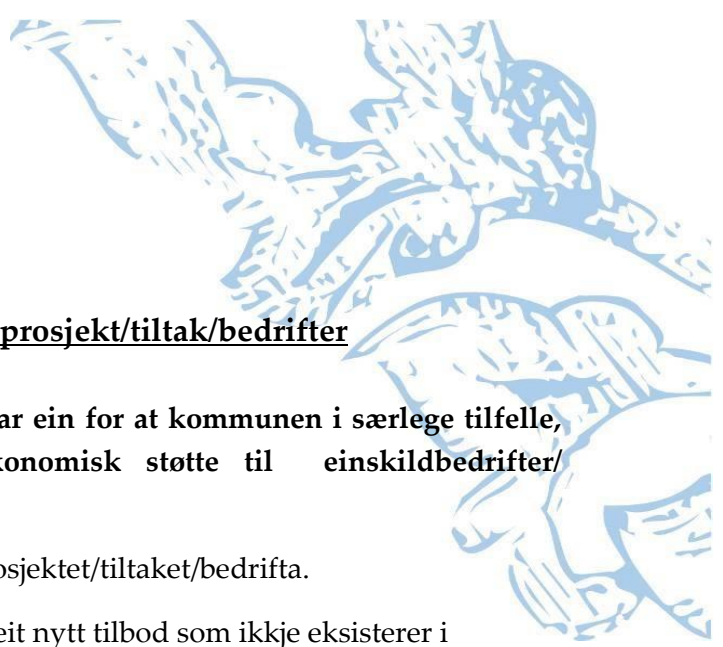 prosjekt/tiltak/bedrifter
ar ein for at kommunen i særlege tilfelle,
konomisk støtte til einskildbedrifter/
osjektet/tiltaket/bedrifta.
eit nytt tilbod som ikkje eksisterer i